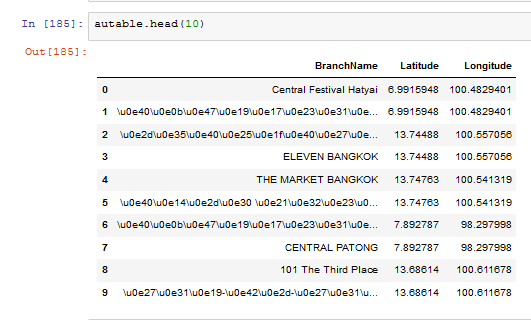 In [185]: autable.head(10)
Out[185]:
BranchName Latitude Longitude
0 Central Festival Hatyai 6.9915948 100.4829401
1 \u0e40\u0e0b\u0e47\u0e19\u0e17\u0e23\u0e31\u0e... 6.9915948 100.4829401
2 \u0e2d\u0e35\u0e40\u0e25\u0e1f\u0e40\u0e27\u0e... 13.74488 100.557056
3 ELEVEN BANGKOK 13.74488 100.557056
4 THE MARKET BANGKOK 13.74763 100.541319
5 \u0e40\u0e14\u0e2d\u0e30 \u0e21\u0e32\u0e23\u0... 13.74763 100.541319
6 \u0e40\u0e0b\u0e47\u0e19\u0e17\u0e23\u0e31\u0e... 7.892787 98.297998
7 CENTRAL PATONG 7.892787 98.297998
8 101 The Third Place 13.68614 100.611678
9 \u0e27\u0e31\u0e19-\u0e42\u0e2d-\u0e27\u0e31\u... 13.68614 100.611678